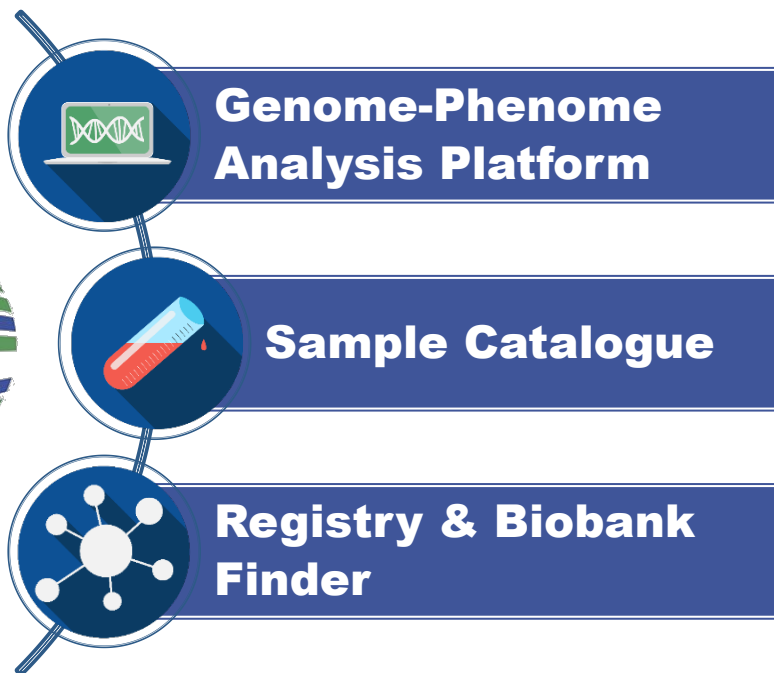 Genome-Phenome
Analysis Platform
Sample Catalogue
Registry & Biobank
Finder